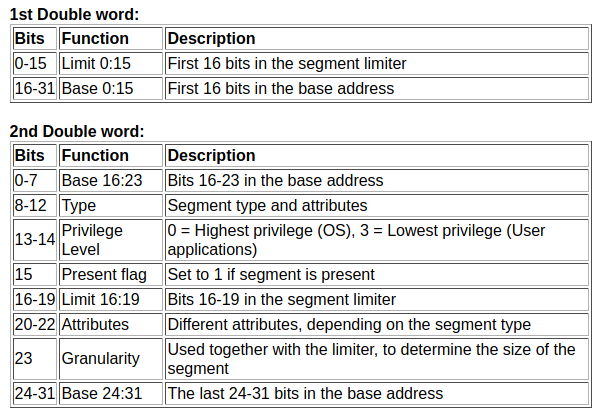 1st Double word:
Bits Function Description
0-15 Limit 0:15 First 16 bits in the segment limiter
16-31 Base 0:15 First 16 bits in the base address
2nd Double word:
Bits Function Description
0-7 Base 16:23 Bits 16-23 in the base address
8-12 Type Segment type and attributes
13-14 Privilege Level 0 = Highest privilege (OS), 3 = Lowest privilege (User applications)
15 Present flag Set to 1 if segment is present
16-19 Limit 16:19 Bits 16-19 in the segment limiter
20-22 Attributes Different attributes, depending on the segment type
23 Granularity Used together with the limiter, to determine the size of the segment
24-31 Base 24:31 The last 24-31 bits in the base address